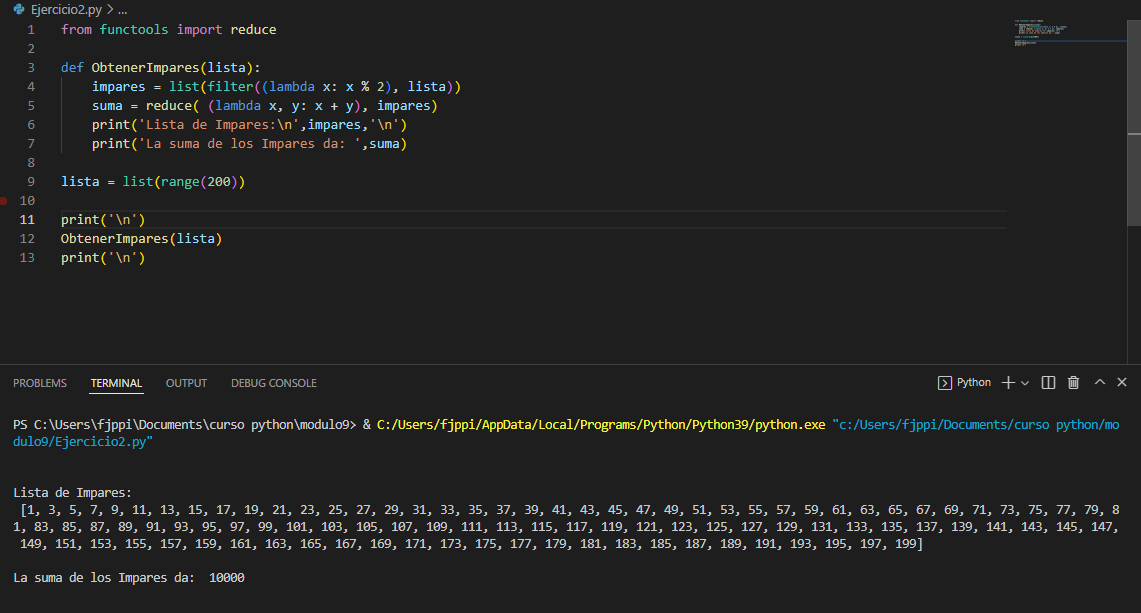 Ejercicio2.py > ...
1 from functools import reduce
2
3 def ObtenerImpares(lista):
4     impares = list(filter((lambda x: x % 2), lista))
5     suma = reduce( (lambda x, y: x + y), impares)
6     print('Lista de Impares:\n',impares,'\n')
7     print('La suma de los Impares da: ',suma)
8
9 lista = list(range(200))
10
11 print('\n')
12 ObtenerImpares(lista)
13 print('\n')
PROBLEMS TERMINAL OUTPUT DEBUG CONSOLE Python
PS C:\Users\fjppi\Documents\curso python\modulo9> & C:/Users/fjppi/AppData/Local/Programs/Python/Python39/python.exe "c:/Users/fjppi/Documents/curso python/mo
dulo9/Ejercicio2.py"
Lista de Impares:
 [1, 3, 5, 7, 9, 11, 13, 15, 17, 19, 21, 23, 25, 27, 29, 31, 33, 35, 37, 39, 41, 43, 45, 47, 49, 51, 53, 55, 57, 59, 61, 63, 65, 67, 69, 71, 73, 75, 77, 79, 8
1, 83, 85, 87, 89, 91, 93, 95, 97, 99, 101, 103, 105, 107, 109, 111, 113, 115, 117, 119, 121, 123, 125, 127, 129, 131, 133, 135, 137, 139, 141, 143, 145, 147,
 149, 151, 153, 155, 157, 159, 161, 163, 165, 167, 169, 171, 173, 175, 177, 179, 181, 183, 185, 187, 189, 191, 193, 195, 197, 199]
La suma de los Impares da:  10000